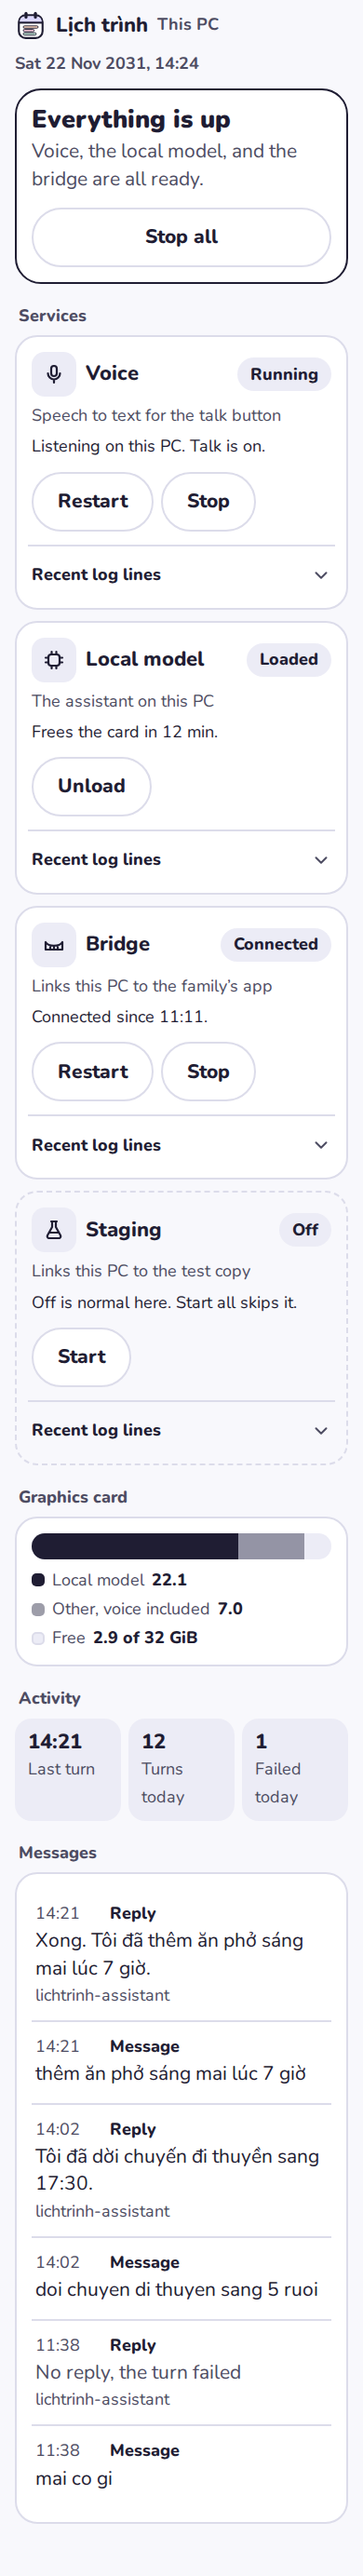 Lịch trình This PC
Sat 22 Nov 2031, 14:24
Everything is up
Voice, the local model, and the
bridge are all ready.
Stop all
Services
Voice
Running
Speech to text for the talk button
Listening on this PC. Talk is on.
Restart
Stop
Recent log lines
Local model
Loaded
The assistant on this PC
Frees the card in 12 min.
Unload
Recent log lines
Bridge
Connected
Links this PC to the family's app
Connected since 11:11.
Restart
Stop
Recent log lines
Staging
Off
Links this PC to the test copy
Off is normal here. Start all skips it.
Start
Recent log lines
Graphics card
Local model 22.1
Other, voice included 7.0
Free 2.9 of 32 GiB
Activity
14:21
Last turn
12
Turns
today
1
Failed
today
Messages
14:21 Reply
Xong. Tôi đã thêm ăn phở sáng
mai lúc 7 giờ.
lichtrinh-assistant
14:21 Message
thêm ăn phở sáng mai lúc 7 giờ
14:02 Reply
Tôi đã dời chuyến đi thuyền sang
17:30.
lichtrinh-assistant
14:02 Message
doi chuyen di thuyen sang 5 ruoi
11:38 Reply
No reply, the turn failed
lichtrinh-assistant
11:38 Message
mai co gi